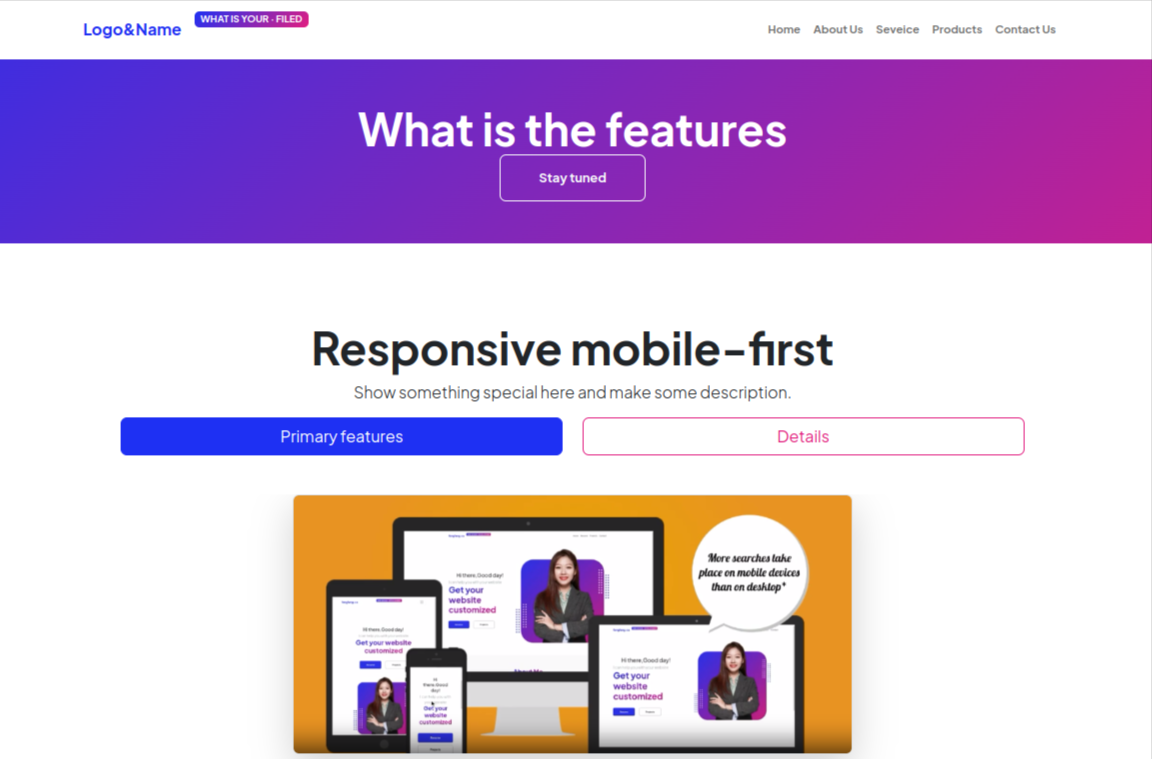 Logo&Name
WHAT IS YOUR - FILED
Home About Us Seveice Products Contact Us
What is the features
Stay tuned
Responsive mobile-first
Show something special here and make some description.
Primary features
Details
More searches take
place on mobile devices
than on desktop*
Hi there, Good day!
Get your
website
customized
Hi there, Good day!
Get your website
customized
Hi
there, Good
day!
Get your
website
customized
Hi there, Good day!
Get your
website
customized